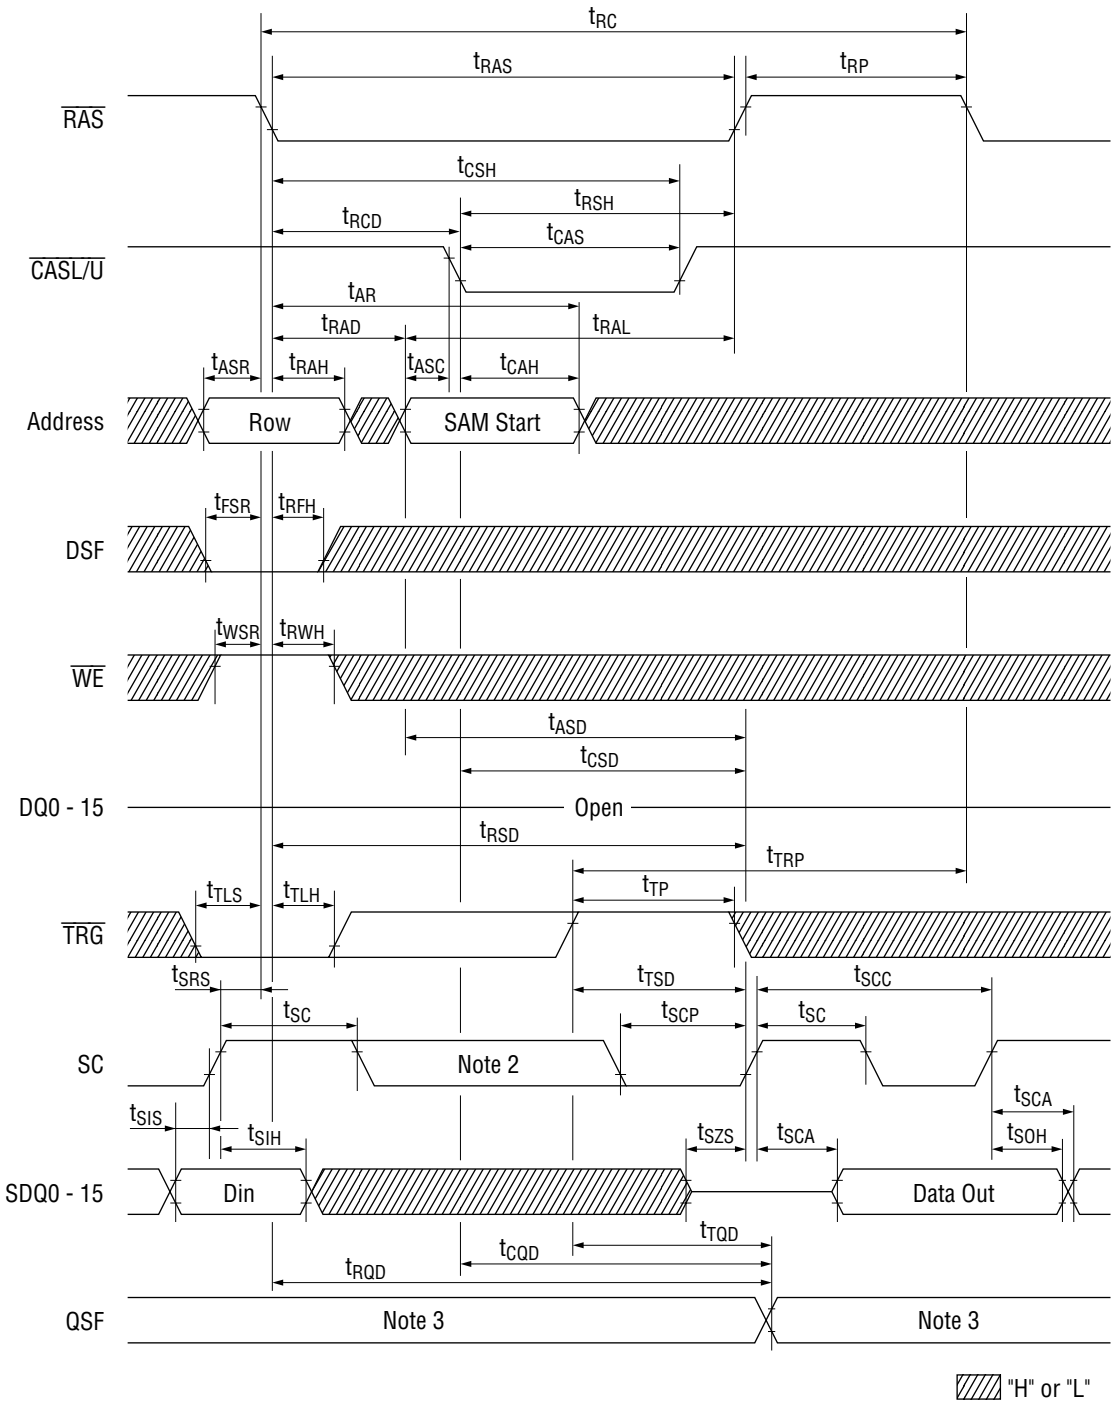 tRC
tRAS tRP
RAS
tCSH
tRSH
tRCD
tCAS
CASL/U
tAR
tRAD tRAL
tASR tRAH tASC tCAH
Address Row SAM Start
tFSR tRFH
DSF
tWSR tRWH
WE
tASD
tCSD
DQ0 - 15 Open
tRSD
tTRP
tTP
tTLS tTLH
TRG
tSRS tTSD tSCC
tSC tSCP tSC
SC Note 2
tSIS tSCA
tSIH tSZS tSCA tSOH
SDQ0 - 15 Din Data Out
tTQD
tCQD
tRQD
QSF Note 3 Note 3
"H" or "L"